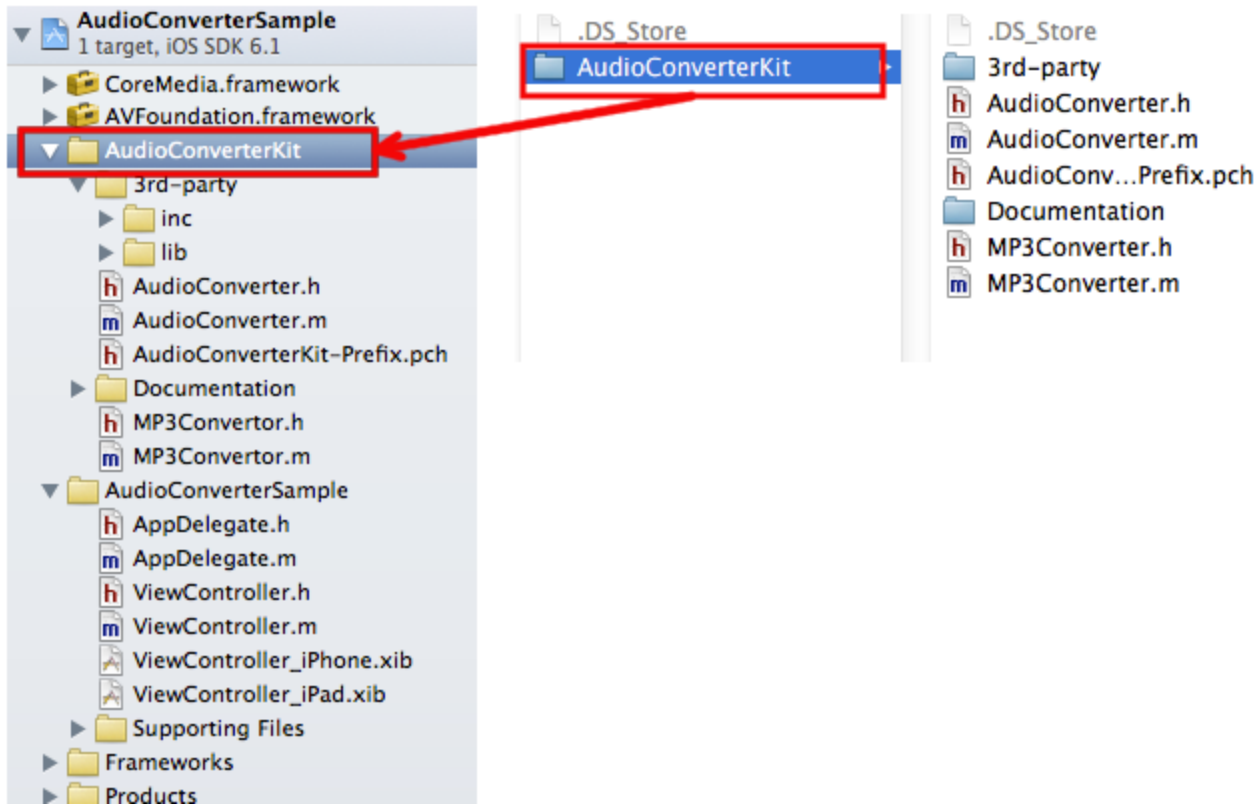 AudioConverterSample
1 target, iOS SDK 6.1
CoreMedia.framework
AVFoundation.framework
AudioConverterKit
3rd-party
inc
lib
h AudioConverter.h
m AudioConverter.m
h AudioConverterKit-Prefix.pch
Documentation
h MP3Convertor.h
m MP3Convertor.m
AudioConverterSample
h AppDelegate.h
m AppDelegate.m
h ViewController.h
m ViewController.m
ViewController_iPhone.xib
ViewController_iPad.xib
Supporting Files
Frameworks
Products
.DS_Store
AudioConverterKit
.DS_Store
3rd-party
h AudioConverter.h
m AudioConverter.m
h AudioConv...Prefix.pch
Documentation
h MP3Converter.h
m MP3Converter.m